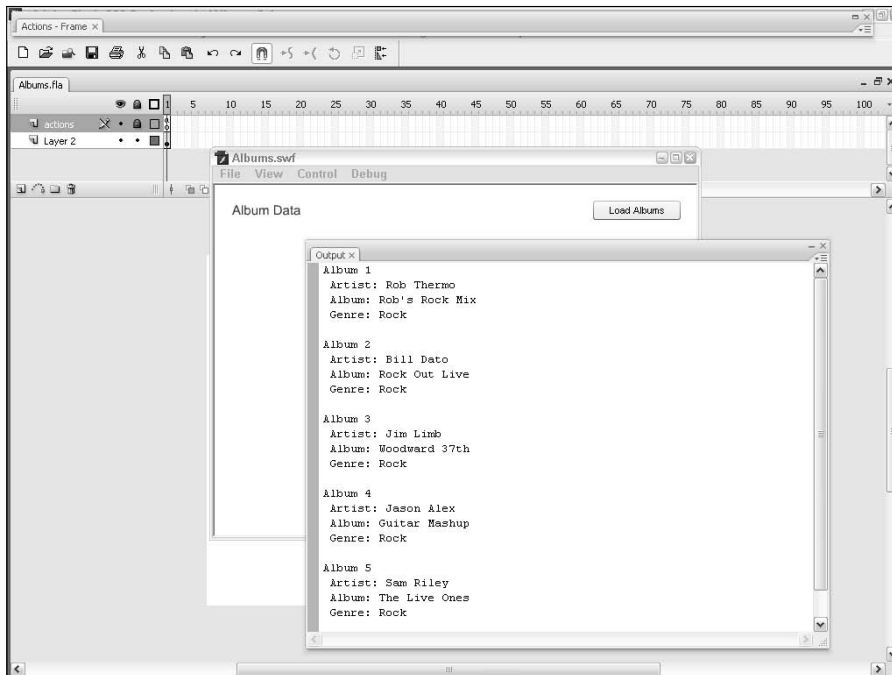 Actions - Frame ×
Albums.fla
1 5 10 15 20 25 30 35 40 45 50 55 60 65 70 75 80 85 90 95 100
actions
Layer 2
Albums.swf
File View Control Debug
Album Data
Load Albums
Output ×
Album 1
Artist: Rob Thermo
Album: Rob's Rock Mix
Genre: Rock
Album 2
Artist: Bill Dato
Album: Rock Out Live
Genre: Rock
Album 3
Artist: Jim Limb
Album: Woodward 37th
Genre: Rock
Album 4
Artist: Jason Alex
Album: Guitar Mashup
Genre: Rock
Album 5
Artist: Sam Riley
Album: The Live Ones
Genre: Rock